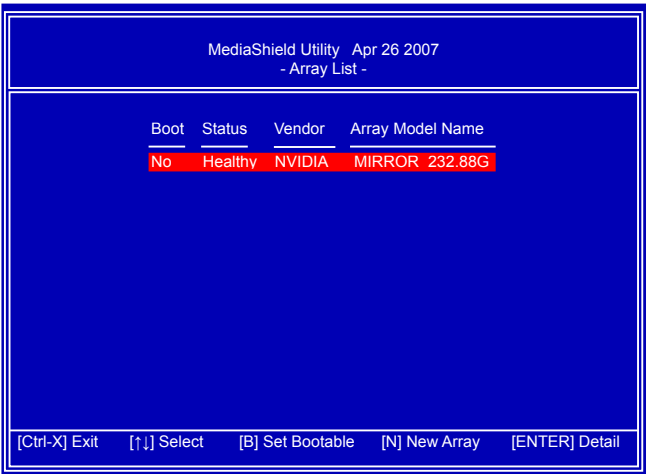 MediaShield Utility Apr 26 2007
- Array List -
Boot Status Vendor Array Model Name
No Healthy NVIDIA MIRROR 232.88G
[Ctrl-X] Exit [↑↓] Select [B] Set Bootable [N] New Array [ENTER] Detail